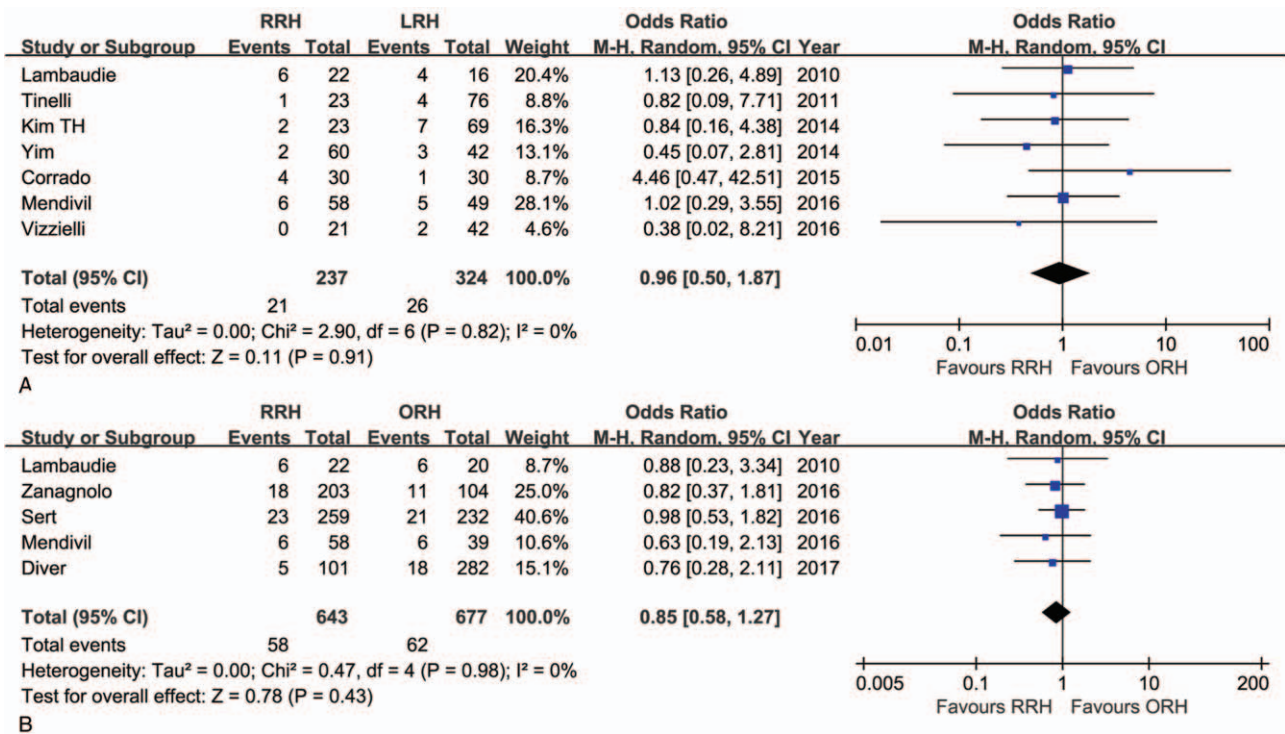 RRH LRH Odds Ratio Odds Ratio
Study or Subgroup Events Total Events Total Weight M-H, Random, 95% CI Year M-H, Random, 95% CI
Lambaudie 6 22 4 16 20.4% 1.13 [0.26, 4.89] 2010
Tinelli 1 23 4 76 8.8% 0.82 [0.09, 7.71] 2011
Kim TH 2 23 7 69 16.3% 0.84 [0.16, 4.38] 2014
Yim 2 60 3 42 13.1% 0.45 [0.07, 2.81] 2014
Corrado 4 30 1 30 8.7% 4.46 [0.47, 42.51] 2015
Mendivil 6 58 5 49 28.1% 1.02 [0.29, 3.55] 2016
Vizzielli 0 21 2 42 4.6% 0.38 [0.02, 8.21] 2016
Total (95% CI) 237 324 100.0% 0.96 [0.50, 1.87]
Total events 21 26
Heterogeneity: Tau² = 0.00; Chi² = 2.90, df = 6 (P = 0.82); I² = 0%
Test for overall effect: Z = 0.11 (P = 0.91)
0.01 0.1 1 10 100
Favours RRH Favours ORH
A
RRH ORH Odds Ratio Odds Ratio
Study or Subgroup Events Total Events Total Weight M-H, Random, 95% CI Year M-H, Random, 95% CI
Lambaudie 6 22 6 20 8.7% 0.88 [0.23, 3.34] 2010
Zanagnolo 18 203 11 104 25.0% 0.82 [0.37, 1.81] 2016
Sert 23 259 21 232 40.6% 0.98 [0.53, 1.82] 2016
Mendivil 6 58 6 39 10.6% 0.63 [0.19, 2.13] 2016
Diver 5 101 18 282 15.1% 0.76 [0.28, 2.11] 2017
Total (95% CI) 643 677 100.0% 0.85 [0.58, 1.27]
Total events 58 62
Heterogeneity: Tau² = 0.00; Chi² = 0.47, df = 4 (P = 0.98); I² = 0%
Test for overall effect: Z = 0.78 (P = 0.43)
0.005 0.1 1 10 200
Favours RRH Favours ORH
B